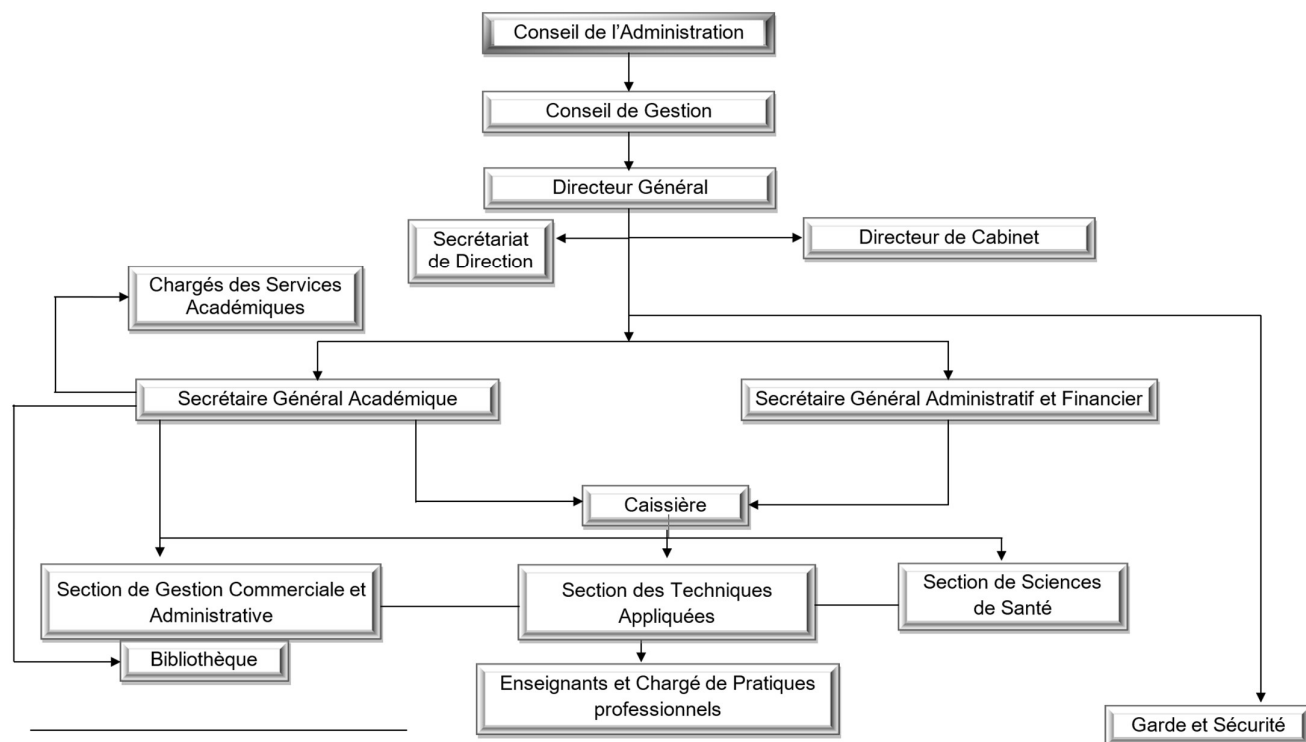 Conseil de l'Administration
Conseil de Gestion
Directeur Général
Secrétariat
de Direction
Directeur de Cabinet
Chargés des Services
Académiques
Secrétaire Général Académique
Secrétaire Général Administratif et Financier
Caissière
Section de Gestion Commerciale et
Administrative
Section des Techniques
Appliquées
Section de Sciences
de Santé
Bibliothèque
Enseignants et Chargé de Pratiques
professionnels
Garde et Sécurité